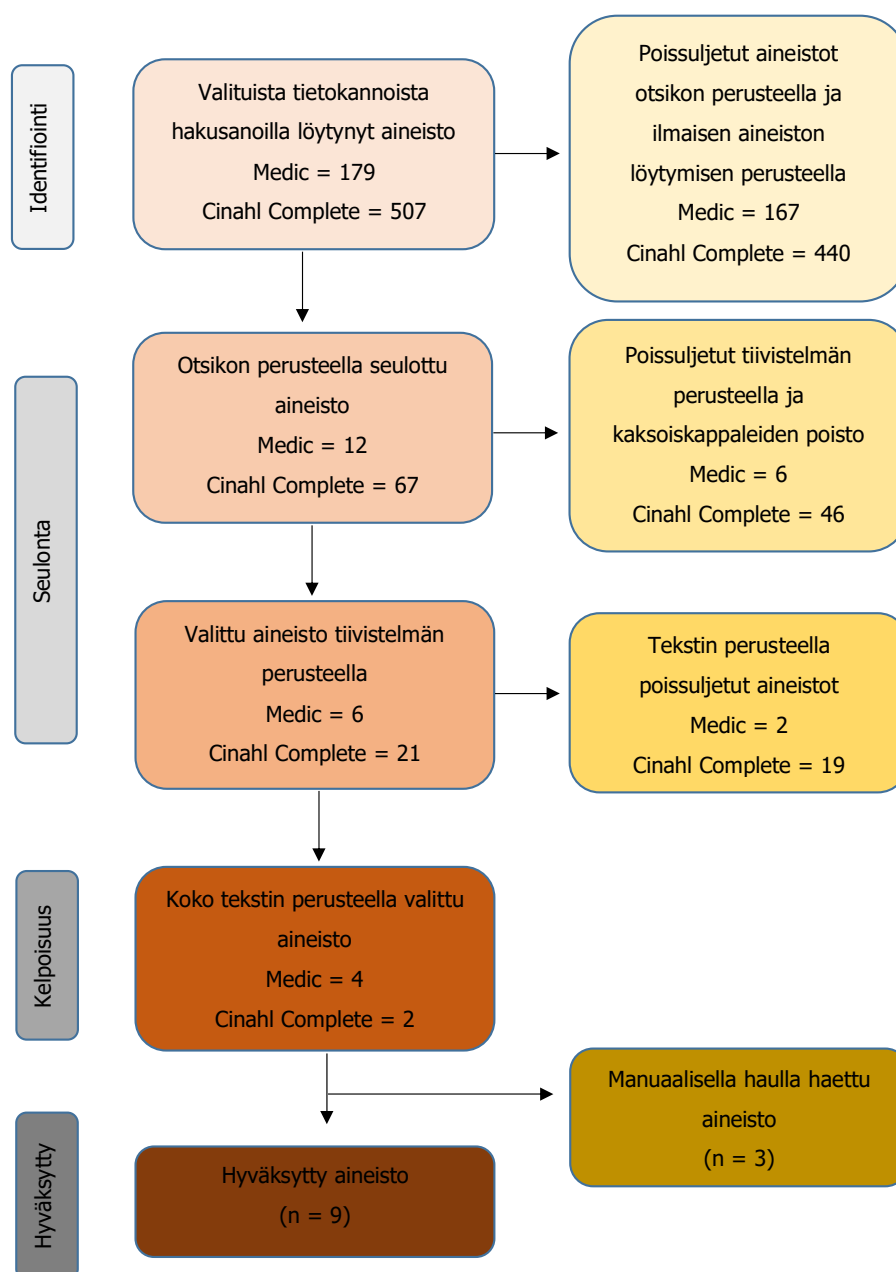 Identifiointi
Valituista tietokannoista
hakusanoilla löytynyt aineisto
Medic = 179
Cinahl Complete = 507
Poissuljetut aineistot
otsikon perusteella ja
ilmaisen aineiston
löytymisen perusteella
Medic = 167
Cinahl Complete = 440
Seulonta
Otsikon perusteella seulottu
aineisto
Medic = 12
Cinahl Complete = 67
Poissuljetut tiivistelmän
perusteella ja
kaksoiskappaleiden poisto
Medic = 6
Cinahl Complete = 46
Valittu aineisto tiivistelmän
perusteella
Medic = 6
Cinahl Complete = 21
Tekstin perusteella
poissuljetut aineistot
Medic = 2
Cinahl Complete = 19
Kelpoisuus
Koko tekstin perusteella valittu
aineisto
Medic = 4
Cinahl Complete = 2
Manuaalisella haulla haettu
aineisto
(n = 3)
Hyväksytty
Hyväksytty aineisto
(n = 9)